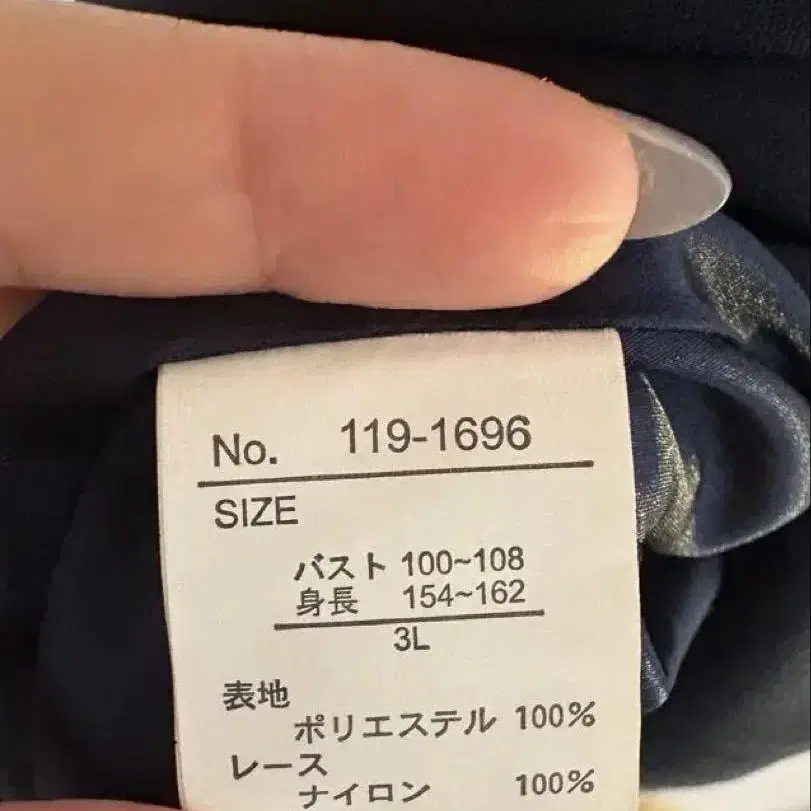 No. 119-1696
SIZE
バスト 100~108
身長 154~162
3L
表地
ポリエステル 100%
レース
ナイロン 100%